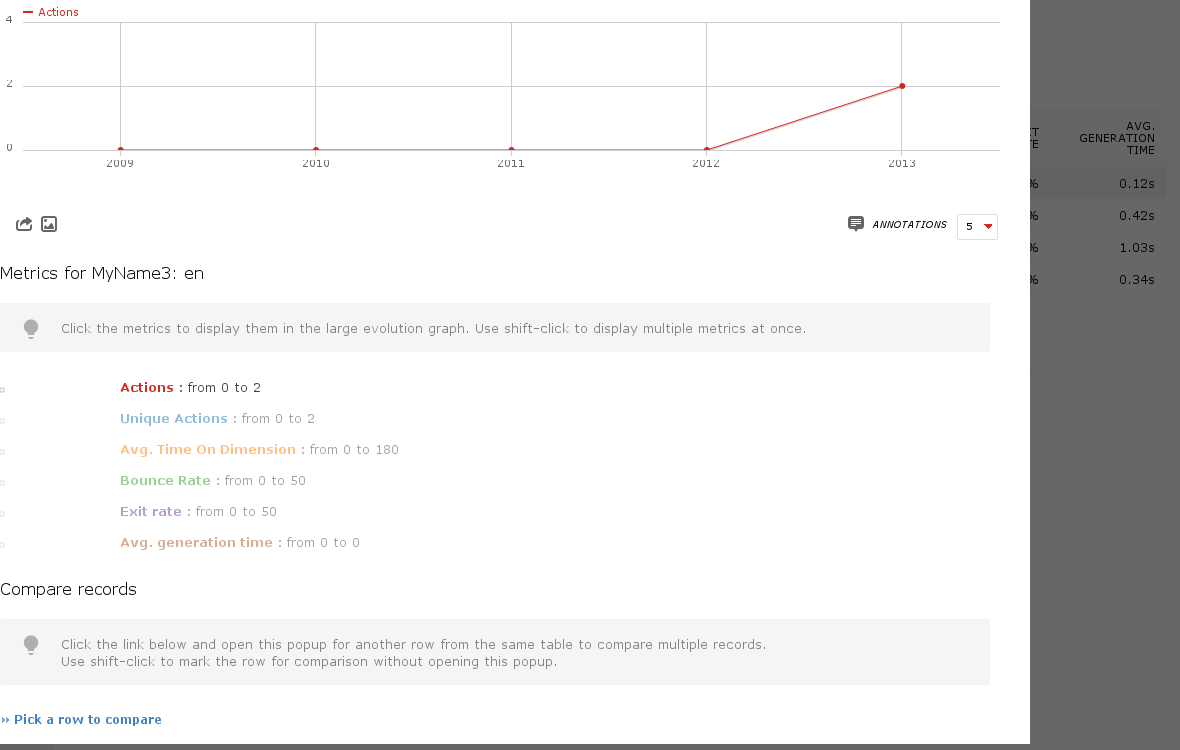 Actions
4
2
0
2009 2010 2011 2012 2013
AVG.
GENERATION
TIME
%
0.12s
%
0.42s
%
1.03s
%
0.34s
ANNOTATIONS 5
Metrics for MyName3: en
Click the metrics to display them in the large evolution graph. Use shift-click to display multiple metrics at once.
Actions : from 0 to 2
Unique Actions : from 0 to 2
Avg. Time On Dimension : from 0 to 180
Bounce Rate : from 0 to 50
Exit rate : from 0 to 50
Avg. generation time : from 0 to 0
Compare records
Click the link below and open this popup for another row from the same table to compare multiple records.
Use shift-click to mark the row for comparison without opening this popup.
» Pick a row to compare